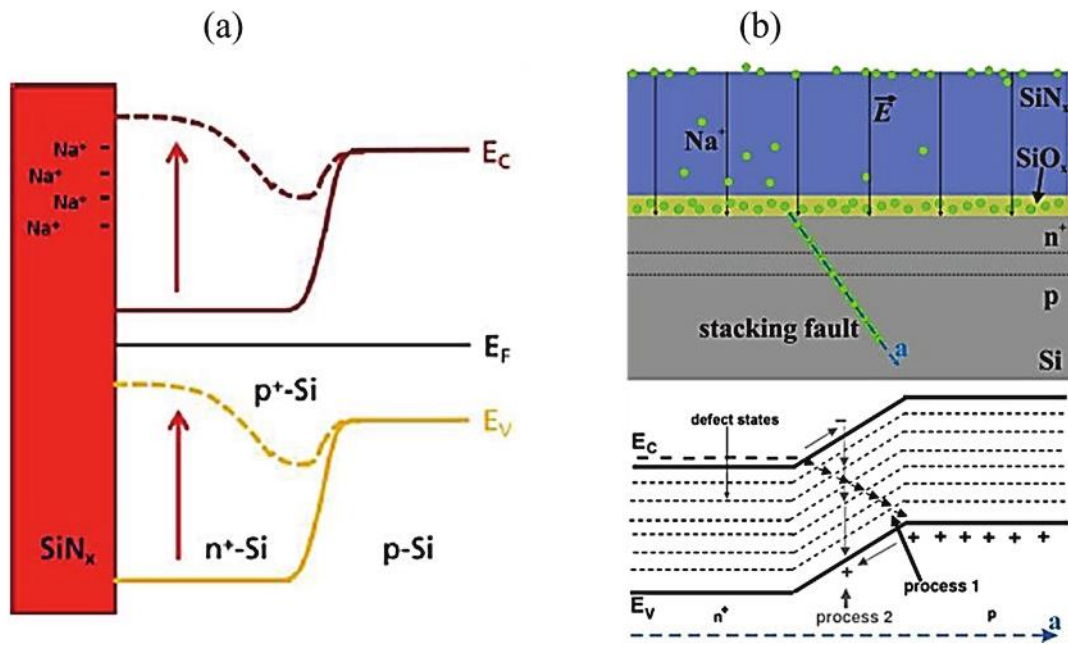 (a)
(b)
Na⁺ -
Na⁺ -
Na⁺ -
Na⁺ -
E_C
E_F
p⁺-Si
E_V
SiN_x
n⁺-Si
p-Si
SiN_x
E
Na⁺
SiO_x
n⁺
p
stacking fault
a
Si
defect states
E_C
-
+ + + + + +
+
process 1
E_V
n⁺
process 2
p
a